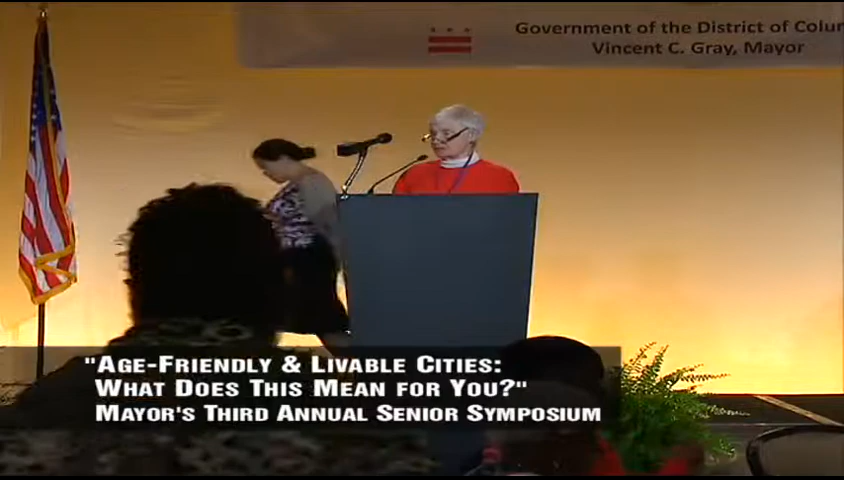 Government of the District of
Vincent C. Gray, Mayor
"Age-Friendly & Livable Cities:
What Does This Mean for You?"
Mayor's Third Annual Senior Symposium